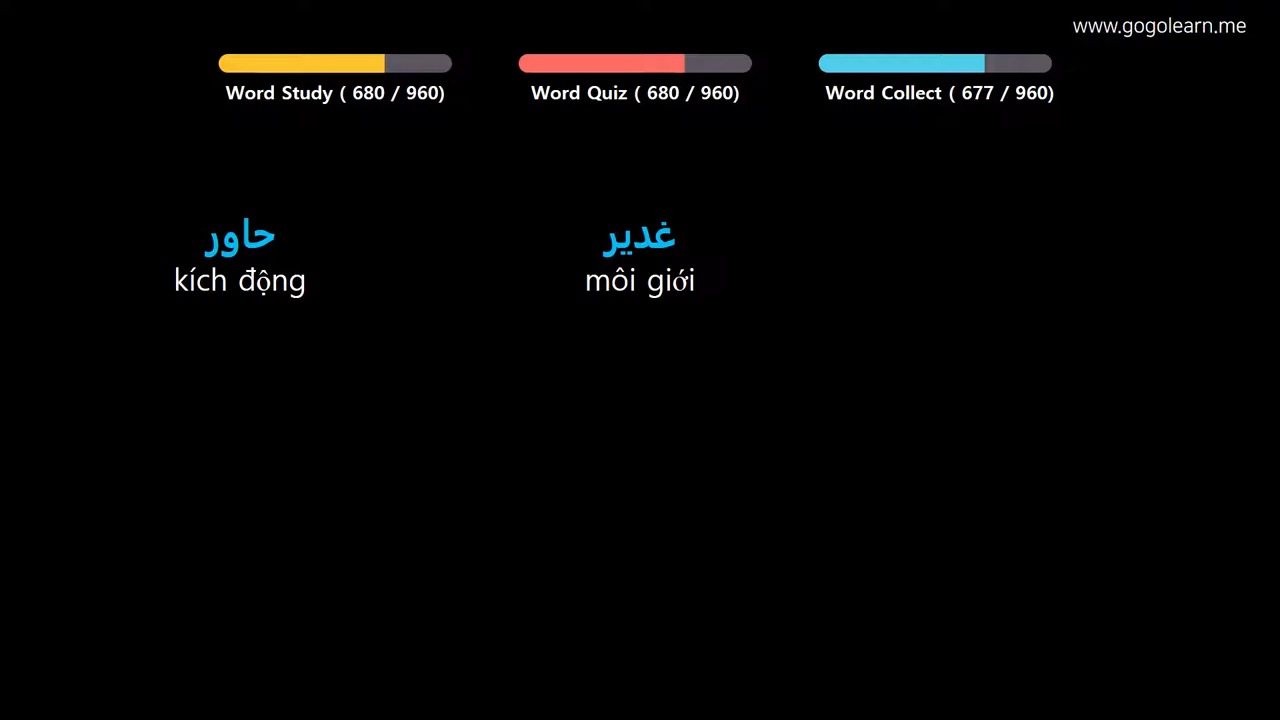 www.gogolearn.me
Word Study ( 680 / 960)
Word Quiz ( 680 / 960)
Word Collect ( 677 / 960)
حاور
kích động
غدير
môi giới